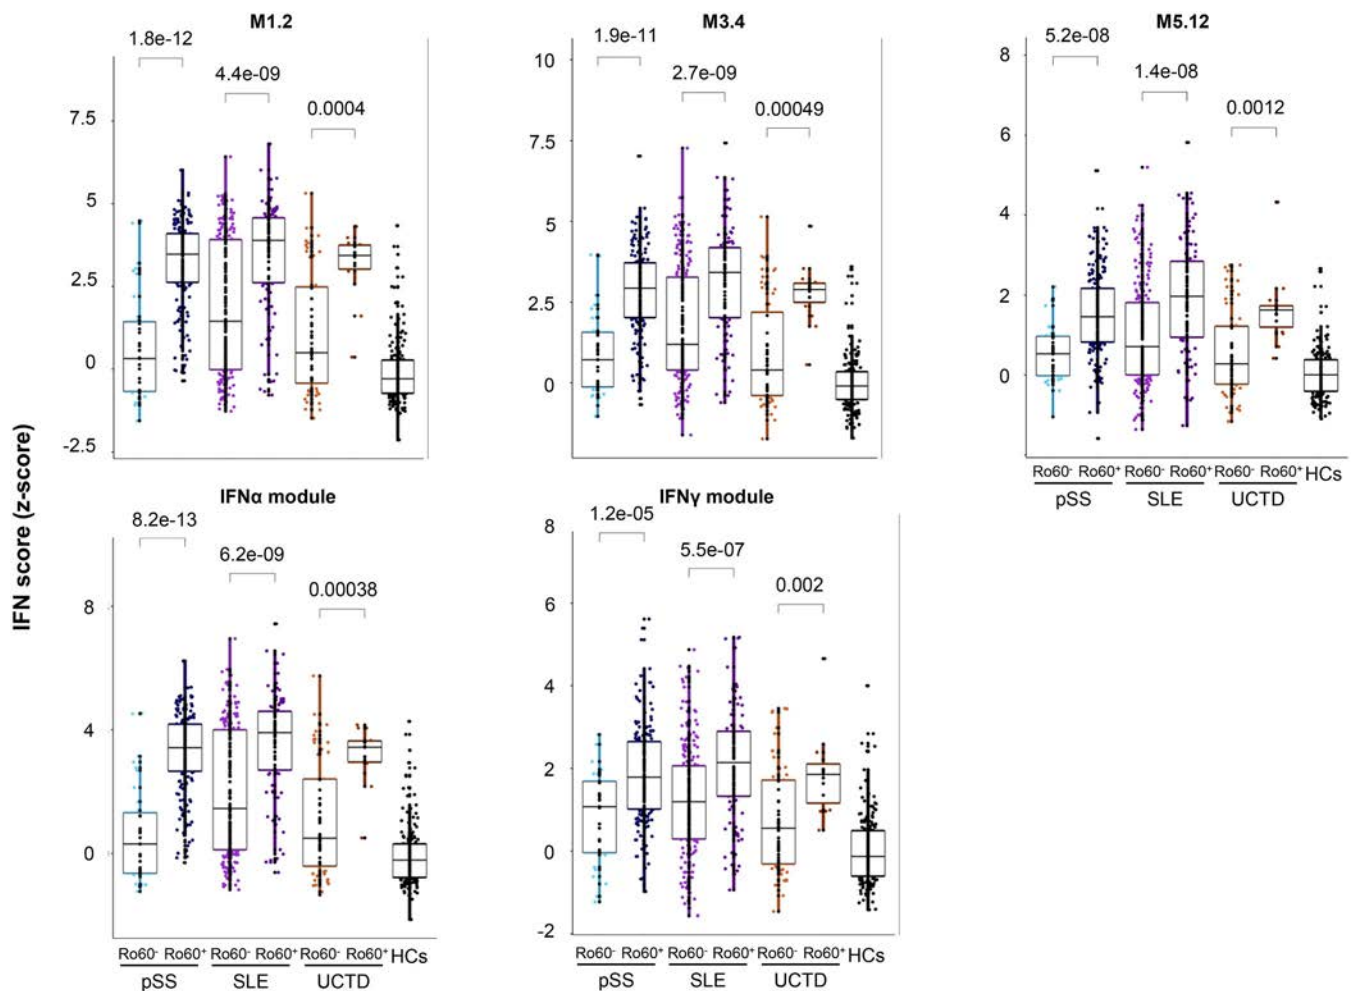 M1.2
1.8e-12
4.4e-09
0.0004
7.5
5
2.5
0
-2.5
M3.4
1.9e-11
2.7e-09
0.00049
10
7.5
5
2.5
0
M5.12
5.2e-08
1.4e-08
0.0012
8
6
4
2
0
Ro60- Ro60+ Ro60- Ro60+ Ro60- Ro60+ HCs
pSS SLE UCTD
IFN score (z-score)
IFNα module
8.2e-13
6.2e-09
0.00038
8
4
0
Ro60- Ro60+ Ro60- Ro60+ Ro60- Ro60+ HCs
pSS SLE UCTD
IFNγ module
1.2e-05
5.5e-07
0.002
8
6
4
2
0
-2
Ro60- Ro60+ Ro60- Ro60+ Ro60- Ro60+ HCs
pSS SLE UCTD